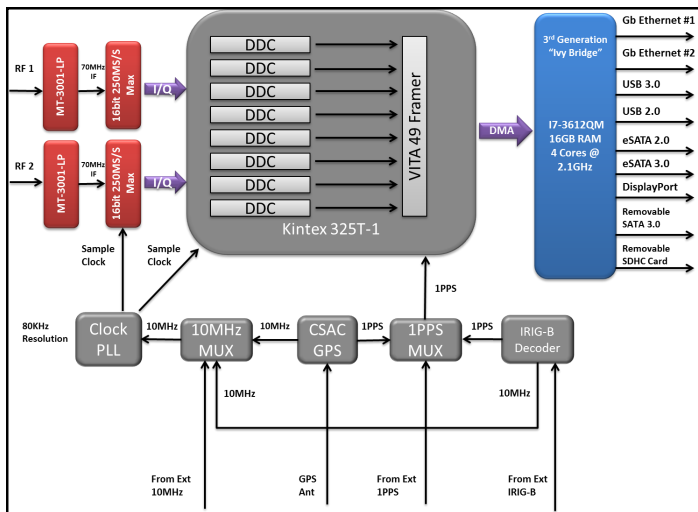 RF 1
MT-3001-LP
70MHz
IF
16bit 250MS/S
Max
I/Q
RF 2
MT-3001-LP
70MHz
IF
16bit 250MS/S
Max
I/Q
DDC
DDC
DDC
DDC
DDC
DDC
DDC
DDC
VITA 49 Framer
Kintex 325T-1
DMA
3rd Generation
“Ivy Bridge”
I7-3612QM
16GB RAM
4 Cores @
2.1GHz
Gb Ethernet #1
Gb Ethernet #2
USB 3.0
USB 2.0
eSATA 2.0
eSATA 3.0
DisplayPort
Removable
SATA 3.0
Removable
SDHC Card
Sample
Clock
Sample
Clock
1PPS
80KHz
Resolution
Clock
PLL
10MHz
10MHz
MUX
10MHz
CSAC
GPS
1PPS
1PPS
MUX
1PPS
IRIG-B
Decoder
10MHz
10MHz
From Ext
10MHz
GPS
Ant
From Ext
1PPS
From Ext
IRIG-B